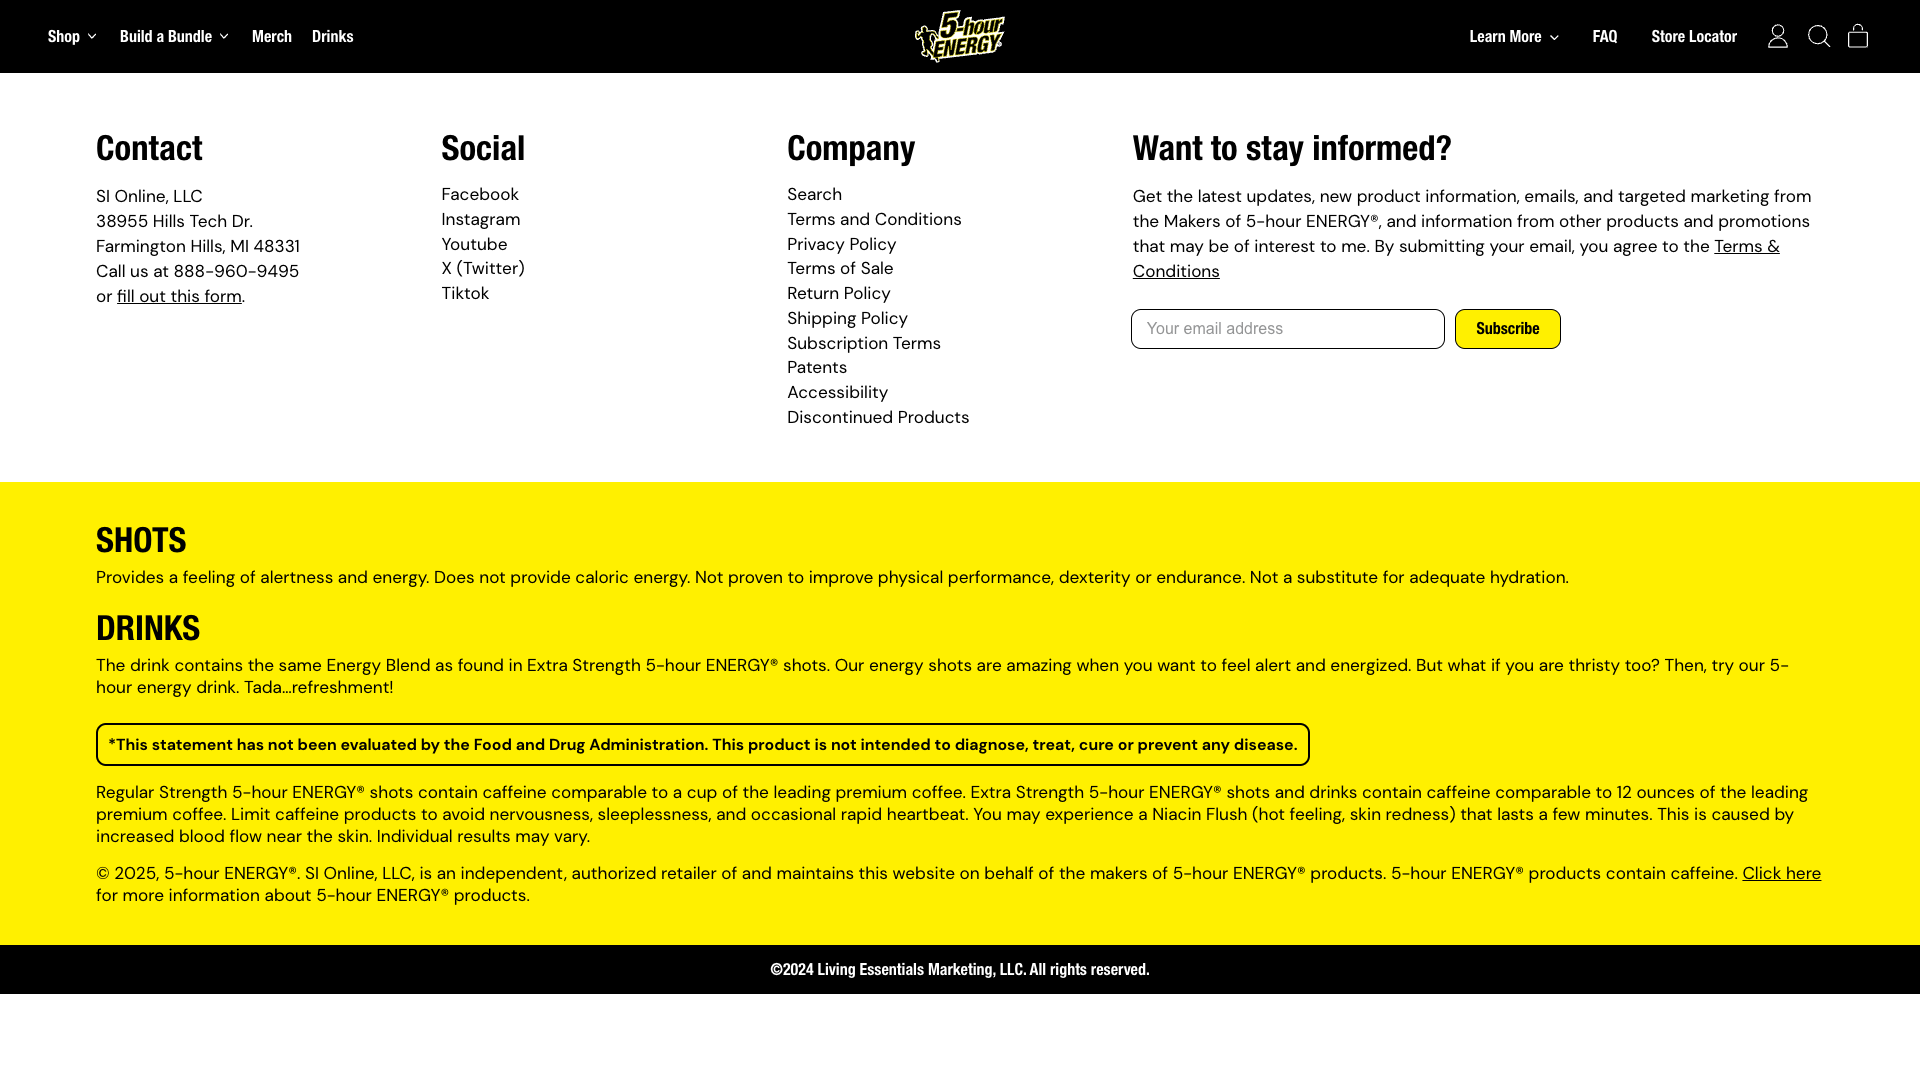 Shop
Build a Bundle
Merch
Drinks
5-hour
ENERGY
Learn More
FAQ
Store Locator
Contact
SI Online, LLC
38955 Hills Tech Dr.
Farmington Hills, MI 48331
Call us at 888-960-9495
or fill out this form.
Social
Facebook
Instagram
Youtube
X (Twitter)
Tiktok
Company
Search
Terms and Conditions
Privacy Policy
Terms of Sale
Return Policy
Shipping Policy
Subscription Terms
Patents
Accessibility
Discontinued Products
Want to stay informed?
Get the latest updates, new product information, emails, and targeted marketing from
the Makers of 5-hour ENERGY®, and information from other products and promotions
that may be of interest to me. By submitting your email, you agree to the Terms &
Conditions
Your email address
Subscribe
SHOTS
Provides a feeling of alertness and energy. Does not provide caloric energy. Not proven to improve physical performance, dexterity or endurance. Not a substitute for adequate hydration.
DRINKS
The drink contains the same Energy Blend as found in Extra Strength 5-hour ENERGY® shots. Our energy shots are amazing when you want to feel alert and energized. But what if you are thristy too? Then, try our 5-
hour energy drink. Tada...refreshment!
*This statement has not been evaluated by the Food and Drug Administration. This product is not intended to diagnose, treat, cure or prevent any disease.
Regular Strength 5-hour ENERGY® shots contain caffeine comparable to a cup of the leading premium coffee. Extra Strength 5-hour ENERGY® shots and drinks contain caffeine comparable to 12 ounces of the leading
premium coffee. Limit caffeine products to avoid nervousness, sleeplessness, and occasional rapid heartbeat. You may experience a Niacin Flush (hot feeling, skin redness) that lasts a few minutes. This is caused by
increased blood flow near the skin. Individual results may vary.
© 2025, 5-hour ENERGY®. SI Online, LLC, is an independent, authorized retailer of and maintains this website on behalf of the makers of 5-hour ENERGY® products. 5-hour ENERGY® products contain caffeine. Click here
for more information about 5-hour ENERGY® products.
©2024 Living Essentials Marketing, LLC. All rights reserved.